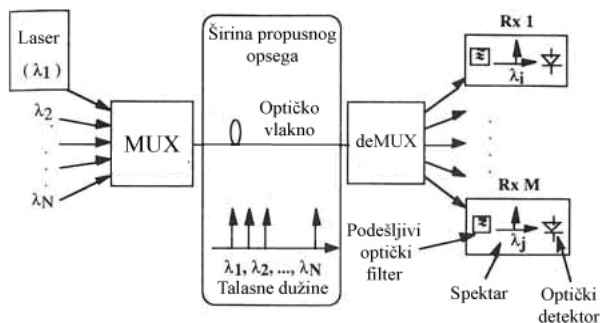 Laser
(λ1)
λ2
λN
MUX
Širina propusnog
opsega
Optičko
vlakno
λ1, λ2, ..., λN
Talasne dužine
deMUX
Rx 1
λi
Rx M
λj
Podešljivi
optički
filter
Spektar
Optički
detektor